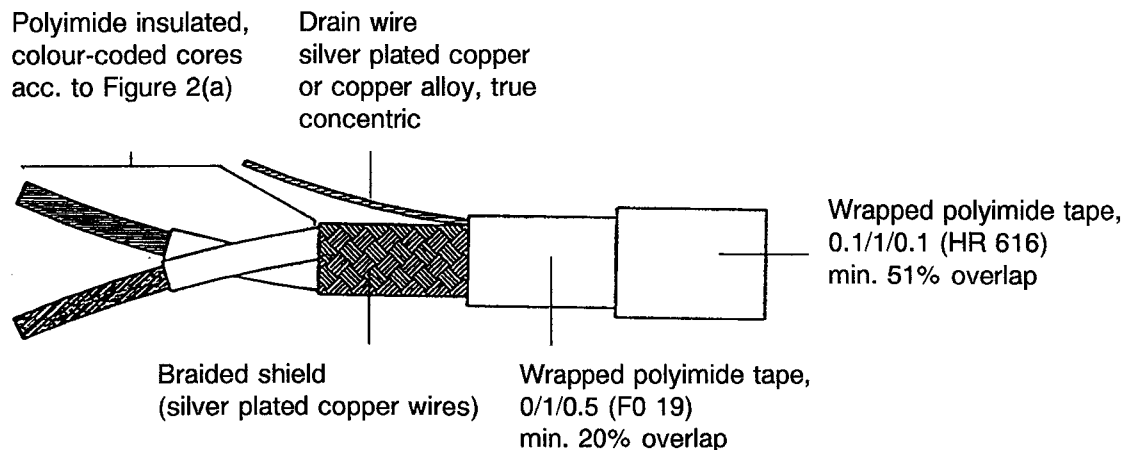 Polyimide insulated,
colour-coded cores
acc. to Figure 2(a)
Drain wire
silver plated copper
or copper alloy, true
concentric
Wrapped polyimide tape,
0.1/1/0.1 (HR 616)
min. 51% overlap
Braided shield
(silver plated copper wires)
Wrapped polyimide tape,
0/1/0.5 (F0 19)
min. 20% overlap